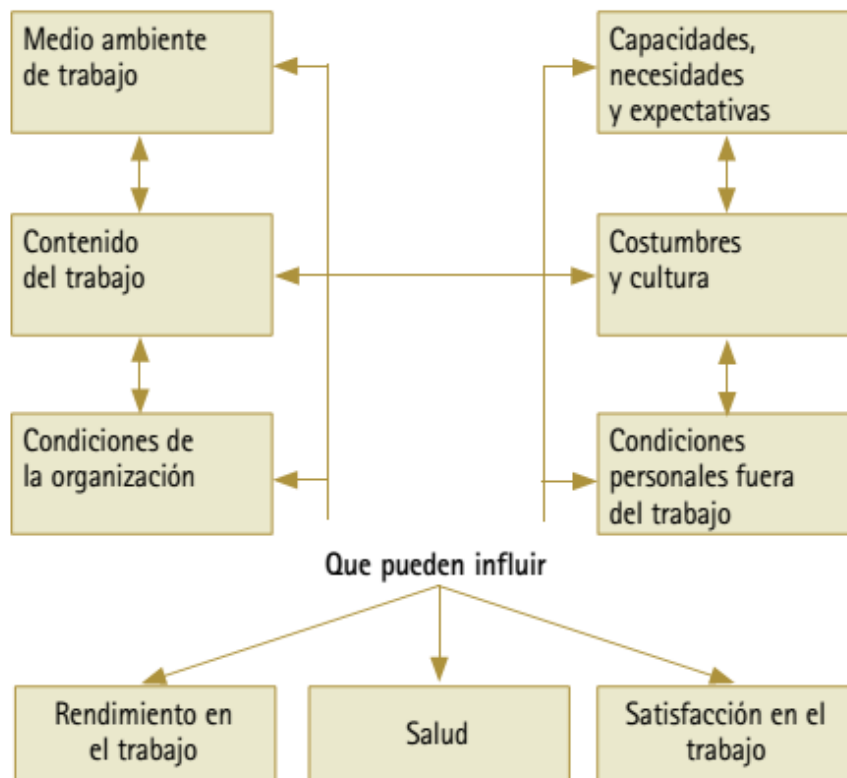 Medio ambiente
de trabajo
Capacidades,
necesidades
y expectativas
Contenido
del trabajo
Costumbres
y cultura
Condiciones de
la organización
Condiciones
personales fuera
del trabajo
Que pueden influir
Rendimiento en
el trabajo
Salud
Satisfacción en el
trabajo